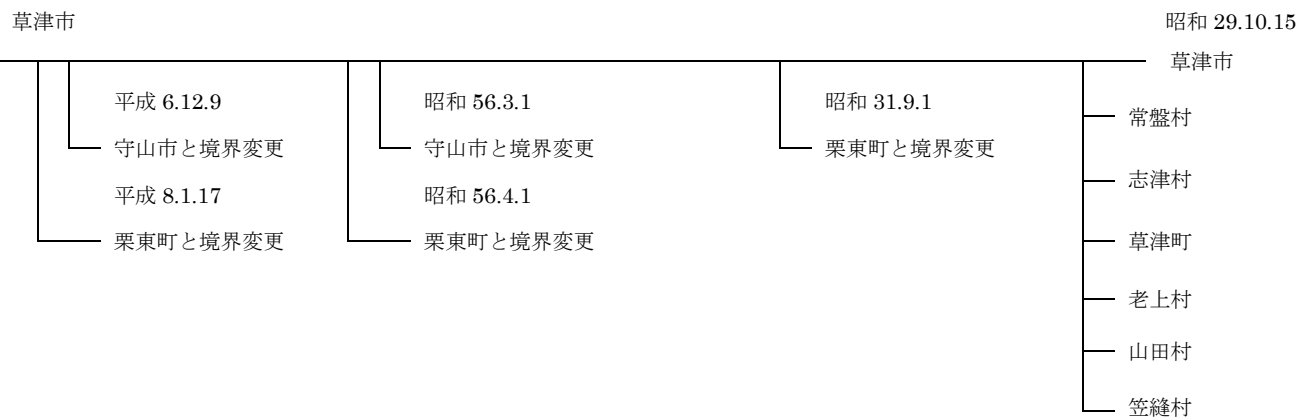 草津市
昭和 29.10.15
草津市
平成 6.12.9
昭和 56.3.1
昭和 31.9.1
常盤村
守山市と境界変更
守山市と境界変更
栗東町と境界変更
志津村
平成 8.1.17
昭和 56.4.1
栗東町と境界変更
栗東町と境界変更
草津町
老上村
山田村
笠縫村